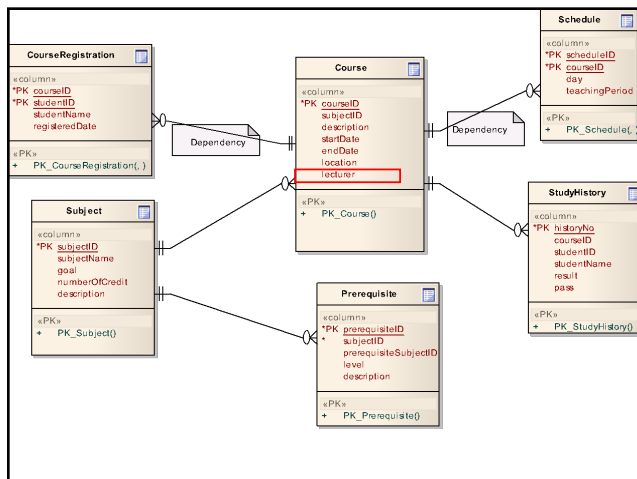 CourseRegistration
«column»
*PK courseID
*PK studentID
studentName
registeredDate
«PK»
+ PK_CourseRegistration(, )
Dependency
Course
«column»
*PK courseID
subjectID
description
startDate
endDate
location
lecturer
«PK»
+ PK_Course()
Dependency
Schedule
«column»
*PK scheduleID
*PK courseID
day
teachingPeriod
«PK»
+ PK_Schedule(, )
Subject
«column»
*PK subjectID
subjectName
goal
numberOfCredit
description
«PK»
+ PK_Subject()
Prerequisite
«column»
*PK prerequisiteID
* subjectID
prerequisiteSubjectID
level
description
«PK»
+ PK_Prerequisite()
StudyHistory
«column»
*PK historyNo
courseID
studentID
studentName
result
pass
«PK»
+ PK_StudyHistory()